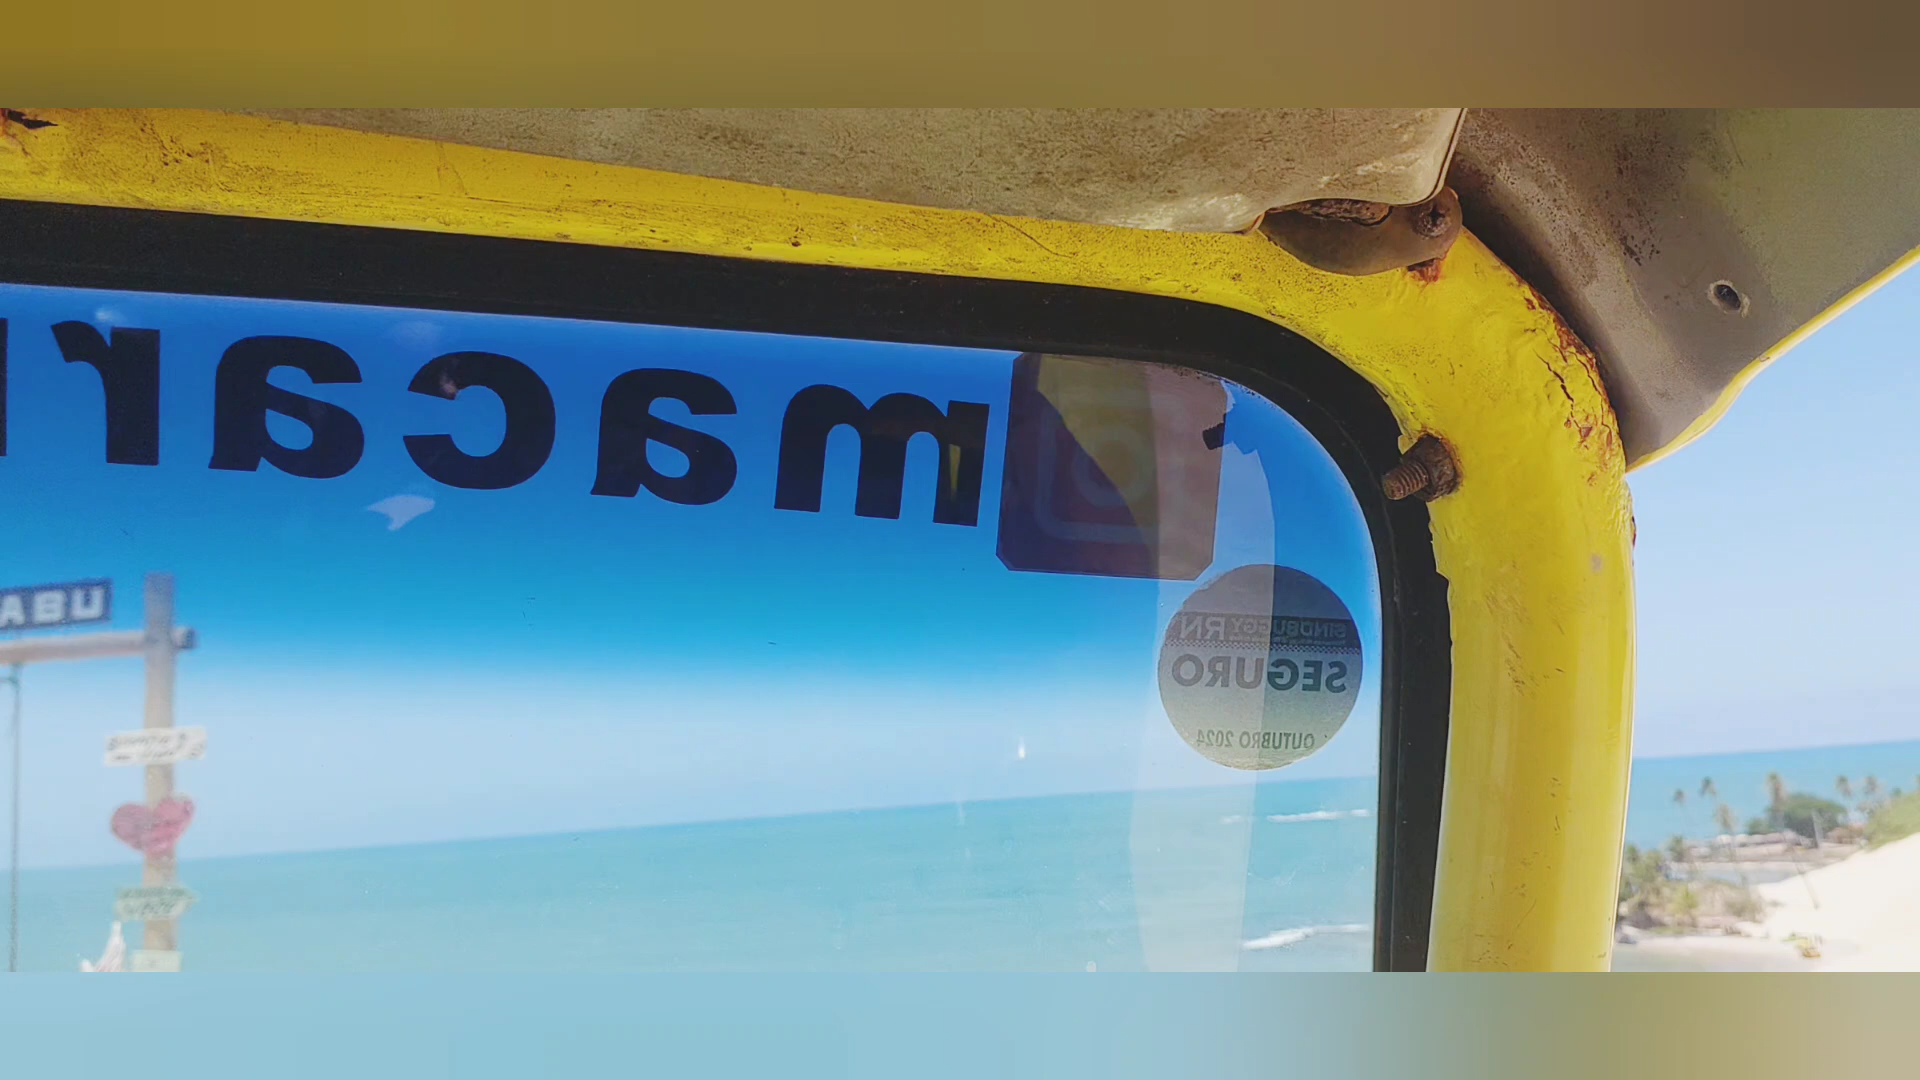 macar
UBA
SINDBUGGY RN
SEGURO
OUTUBRO 2024